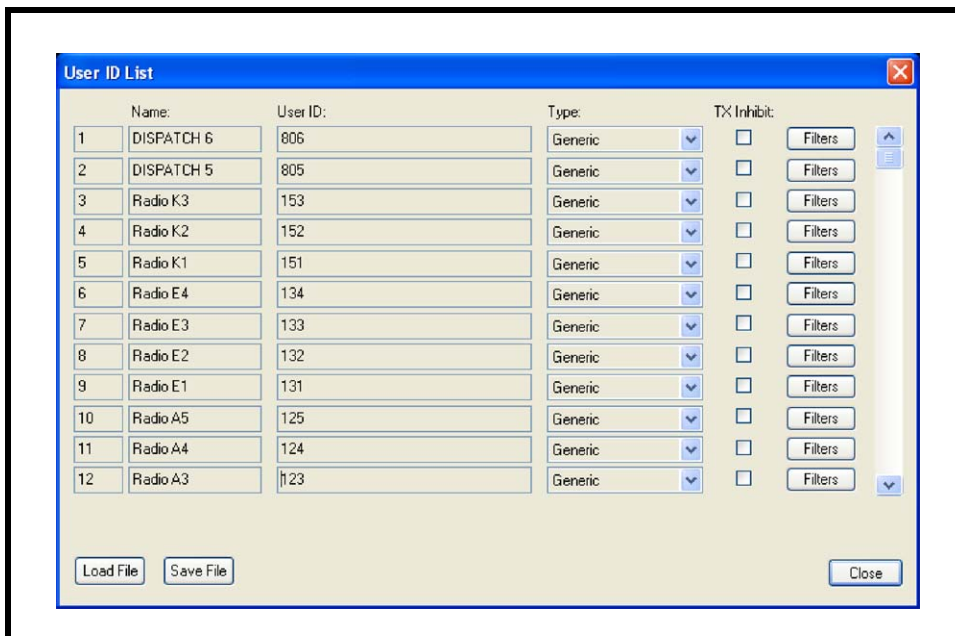 User ID List
Name: User ID: Type: TX Inhibit:
1 DISPATCH 6 806 Generic Filters
2 DISPATCH 5 805 Generic Filters
3 Radio K3 153 Generic Filters
4 Radio K2 152 Generic Filters
5 Radio K1 151 Generic Filters
6 Radio E4 134 Generic Filters
7 Radio E3 133 Generic Filters
8 Radio E2 132 Generic Filters
9 Radio E1 131 Generic Filters
10 Radio A5 125 Generic Filters
11 Radio A4 124 Generic Filters
12 Radio A3 123 Generic Filters
Load File Save File Close